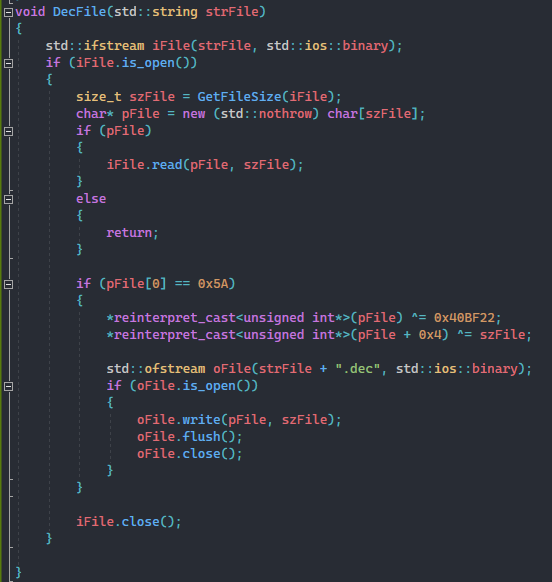 void DecFile(std::string strFile)
{
    std::ifstream iFile(strFile, std::ios::binary);
    if (iFile.is_open())
    {
        size_t szFile = GetFileSize(iFile);
        char* pFile = new (std::nothrow) char[szFile];
        if (pFile)
        {
            iFile.read(pFile, szFile);
        }
        else
        {
            return;
        }

        if (pFile[0] == 0x5A)
        {
            *reinterpret_cast<unsigned int*>(pFile) ^= 0x40BF22;
            *reinterpret_cast<unsigned int*>(pFile + 0x4) ^= szFile;

            std::ofstream oFile(strFile + ".dec", std::ios::binary);
            if (oFile.is_open())
            {
                oFile.write(pFile, szFile);
                oFile.flush();
                oFile.close();
            }
        }

        iFile.close();
    }

}